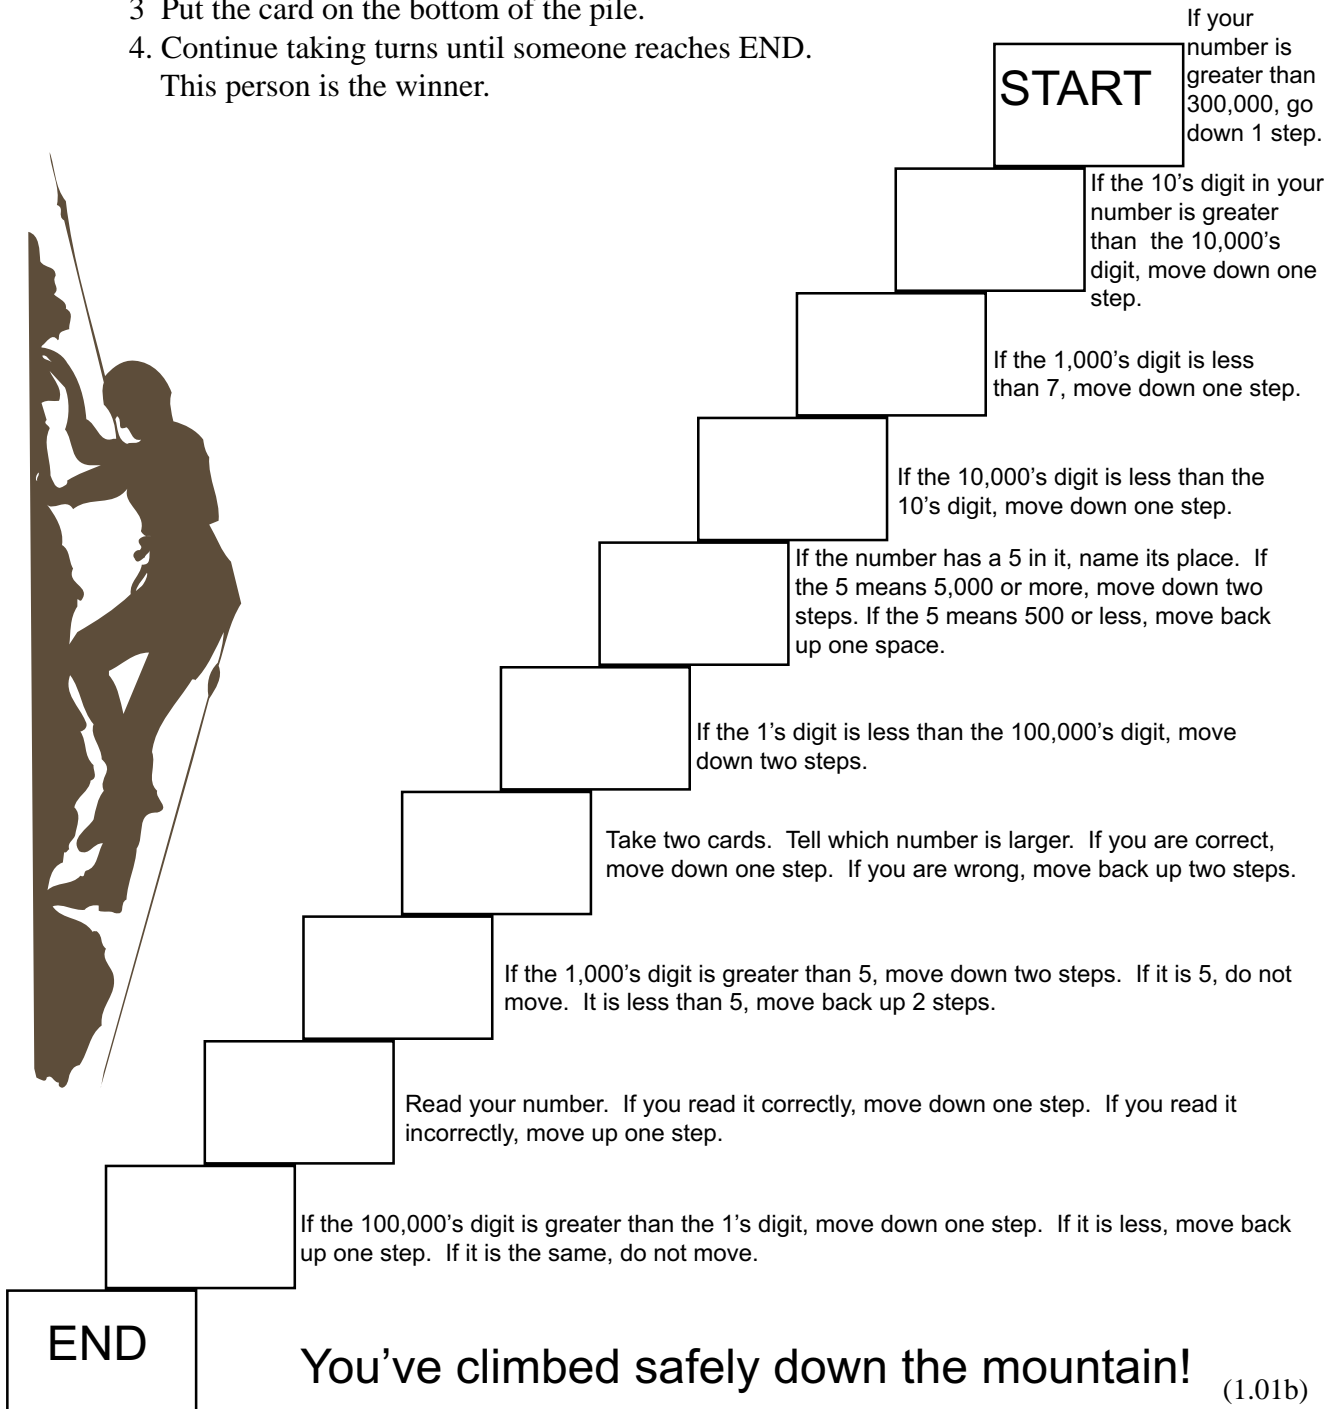 3  Put the card on the bottom of the pile.
4. Continue taking turns until someone reaches END.
This person is the winner.
START
If your
number is
greater than
300,000, go
down 1 step.
If the 10’s digit in your
number is greater
than  the 10,000’s
digit, move down one
step.
If the 1,000’s digit is less
than 7, move down one step.
If the 10,000’s digit is less than the
10’s digit, move down one step.
If the number has a 5 in it, name its place.  If
the 5 means 5,000 or more, move down two
steps. If the 5 means 500 or less, move back
up one space.
If the 1’s digit is less than the 100,000’s digit, move
down two steps.
Take two cards.  Tell which number is larger.  If you are correct,
move down one step.  If you are wrong, move back up two steps.
If the 1,000’s digit is greater than 5, move down two steps.  If it is 5, do not
move.  It is less than 5, move back up 2 steps.
Read your number.  If you read it correctly, move down one step.  If you read it
incorrectly, move up one step.
If the 100,000’s digit is greater than the 1’s digit, move down one step.  If it is less, move back
up one step.  If it is the same, do not move.
END
You’ve climbed safely down the mountain!
(1.01b)